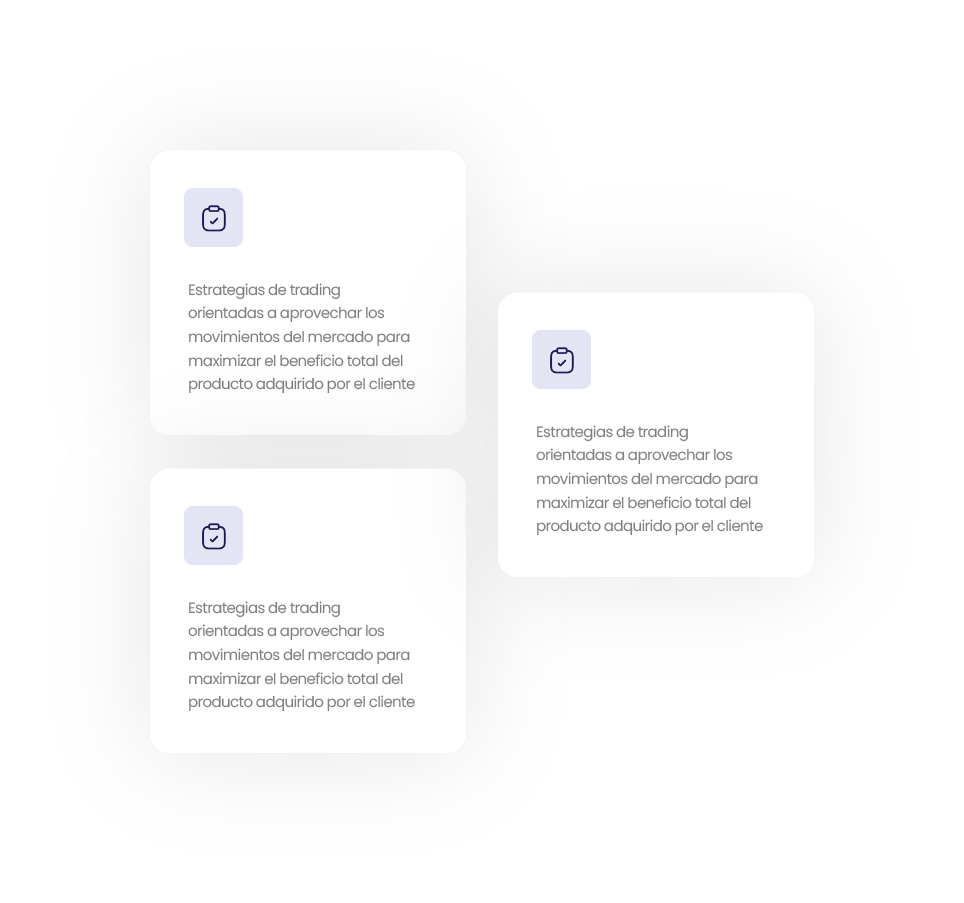 Estrategias de trading
orientadas a aprovechar los
movimientos del mercado para
maximizar el beneficio total del
producto adquirido por el cliente
Estrategias de trading
orientadas a aprovechar los
movimientos del mercado para
maximizar el beneficio total del
producto adquirido por el cliente
Estrategias de trading
orientadas a aprovechar los
movimientos del mercado para
maximizar el beneficio total del
producto adquirido por el cliente